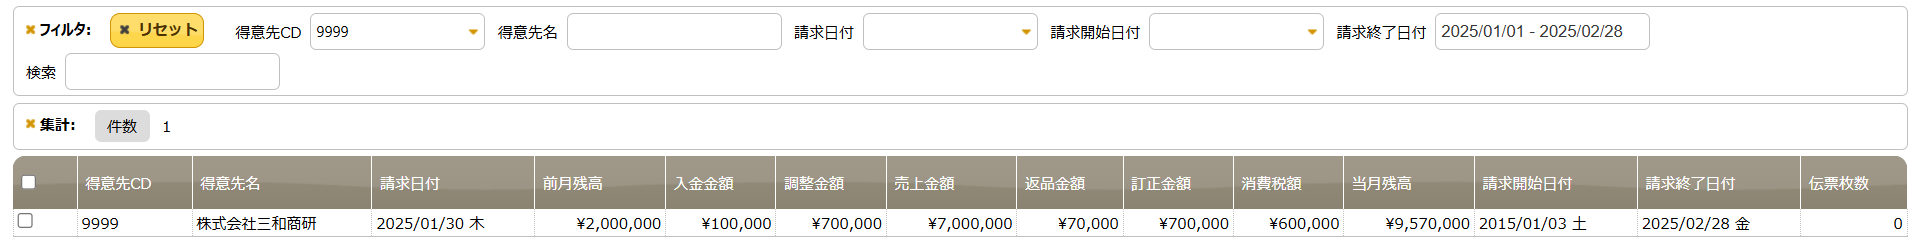 フィルタ: リセット 得意先CD 9999 得意先名 請求日付 請求開始日付 請求終了日付 2025/01/01 - 2025/02/28
検索
集計: 件数 1
得意先CD 得意先名 請求日付 前月残高 入金金額 調整金額 売上金額 返品金額 訂正金額 消費税額 当月残高 請求開始日付 請求終了日付 伝票枚数
9999 株式会社三和商研 2025/01/30 木 ¥2,000,000 ¥100,000 ¥700,000 ¥7,000,000 ¥70,000 ¥700,000 ¥600,000 ¥9,570,000 2015/01/03 土 2025/02/28 金 0